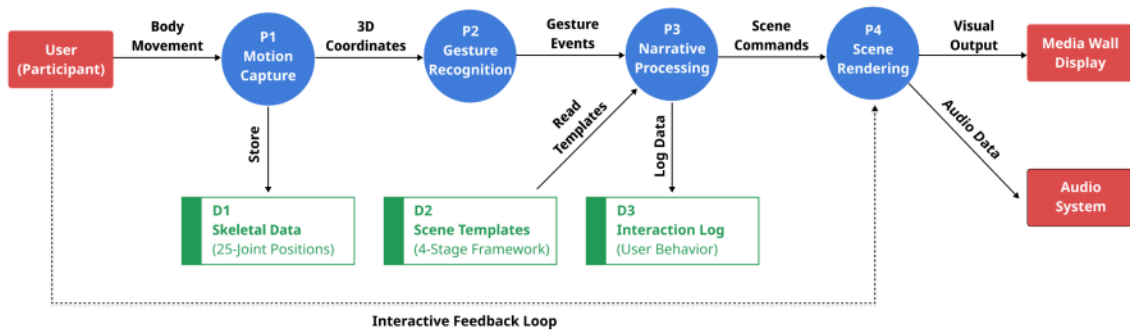 User
(Participant)
Body
Movement
P1
Motion
Capture
3D
Coordinates
P2
Gesture
Recognition
Gesture
Events
P3
Narrative
Processing
Scene
Commands
P4
Scene
Rendering
Visual
Output
Media Wall
Display
Store
Read
Templates
Log Data
Audio Data
D1
Skeletal Data
(25-Joint Positions)
D2
Scene Templates
(4-Stage Framework)
D3
Interaction Log
(User Behavior)
Audio
System
Interactive Feedback Loop